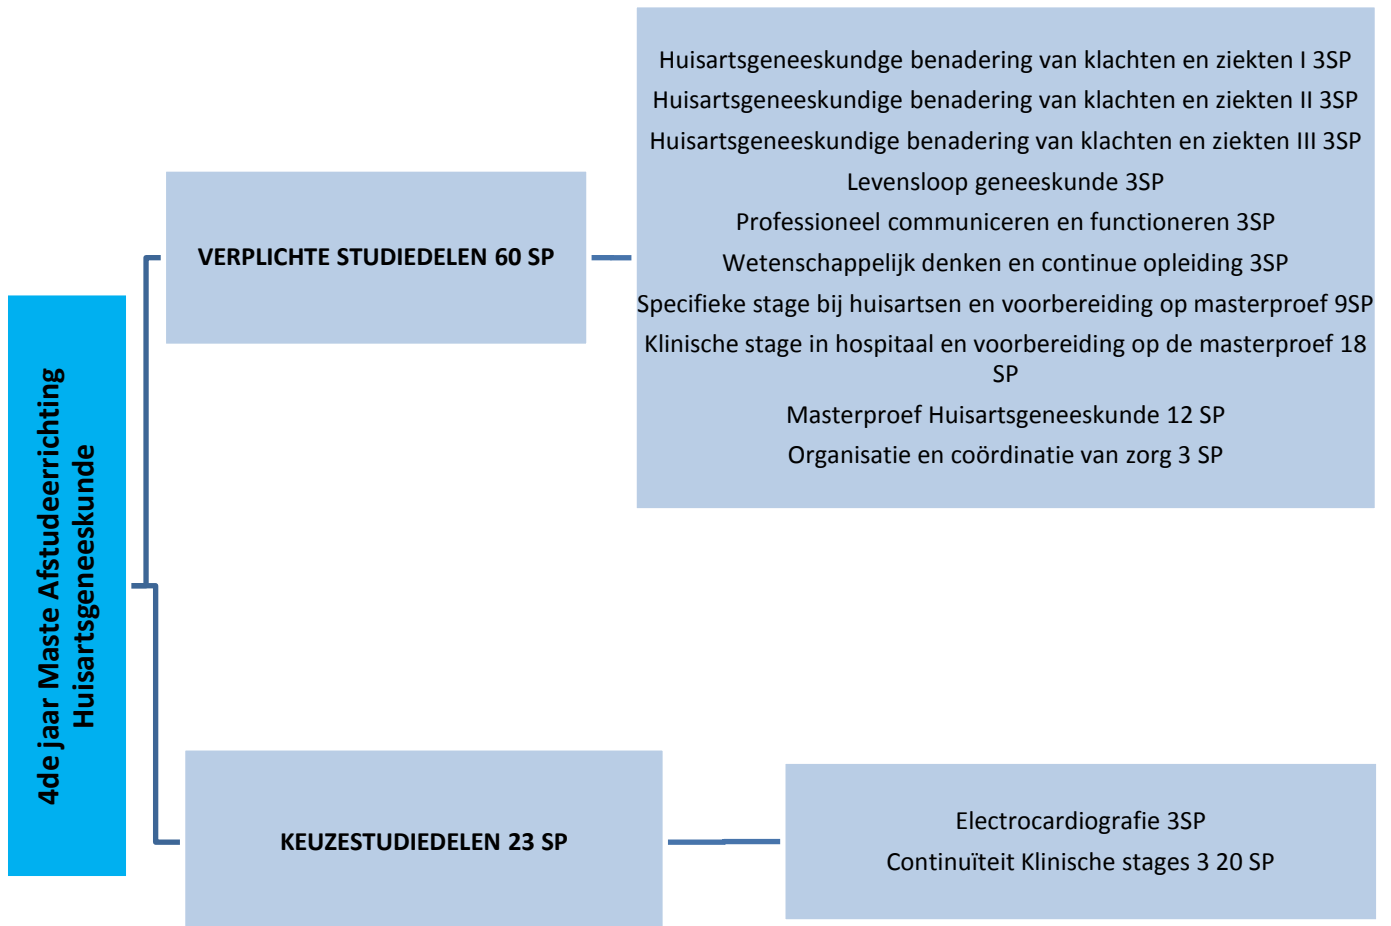 4de jaar Maste Afstudeerrichting
Huisartsgeneeskunde
VERPLICHTE STUDIEDELEN 60 SP
Huisartsgeneeskundge benadering van klachten en ziekten I 3SP
Huisartsgeneeskundige benadering van klachten en ziekten II 3SP
Huisartsgeneeskundige benadering van klachten en ziekten III 3SP
Levensloop geneeskunde 3SP
Professioneel communiceren en functioneren 3SP
Wetenschappelijk denken en continue opleiding 3SP
Specifieke stage bij huisartsen en voorbereiding op masterproef 9SP
Klinische stage in hospitaal en voorbereiding op de masterproef 18
SP
Masterproef Huisartsgeneeskunde 12 SP
Organisatie en coördinatie van zorg 3 SP
KEUZESTUDIEDELEN 23 SP
Electrocardiografie 3SP
Continuïteit Klinische stages 3 20 SP